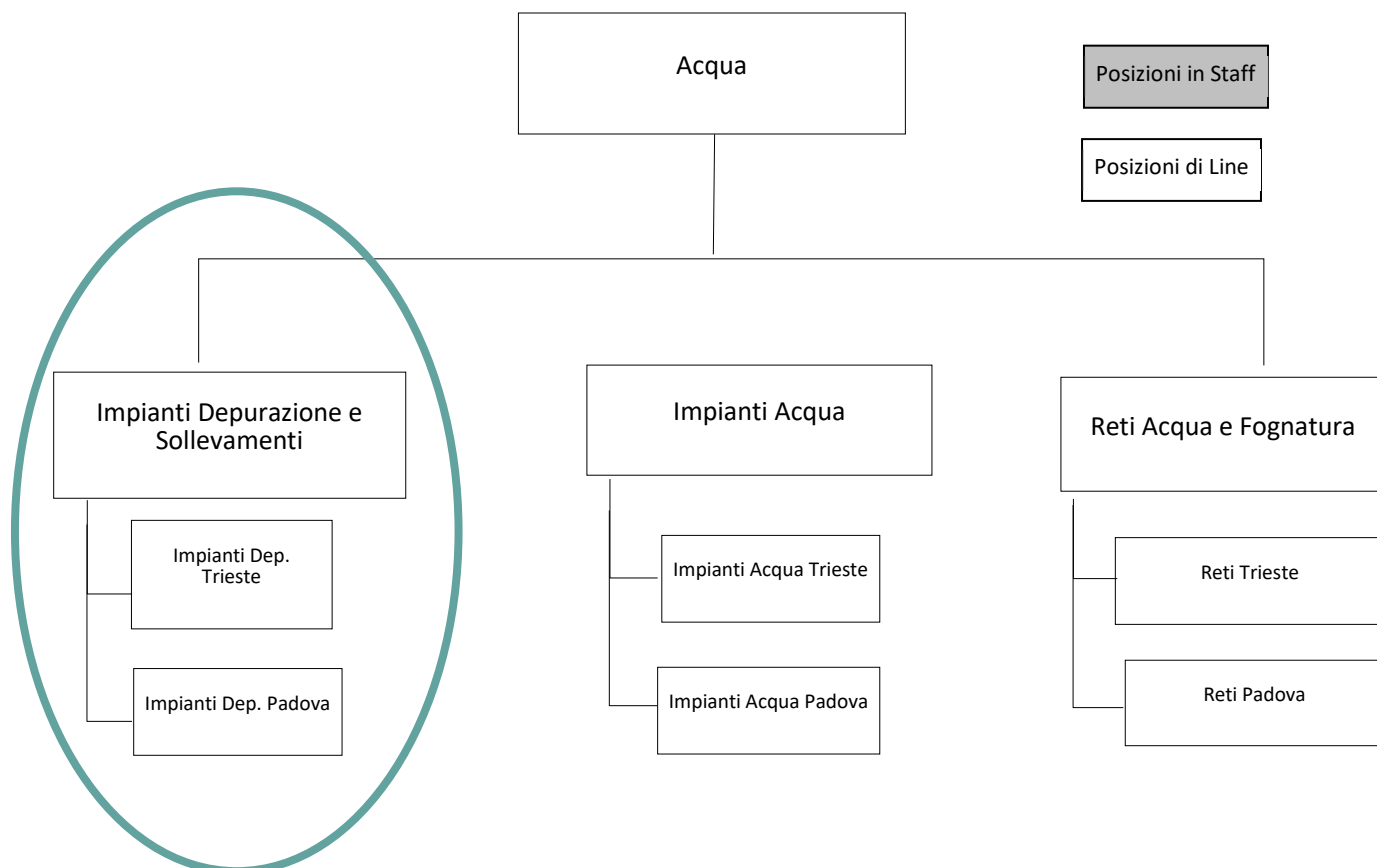 Acqua
Posizioni in Staff
Posizioni di Line
Impianti Depurazione e
Sollevamenti
Impianti Acqua
Reti Acqua e Fognatura
Impianti Dep.
Trieste
Impianti Acqua Trieste
Reti Trieste
Impianti Dep. Padova
Impianti Acqua Padova
Reti Padova